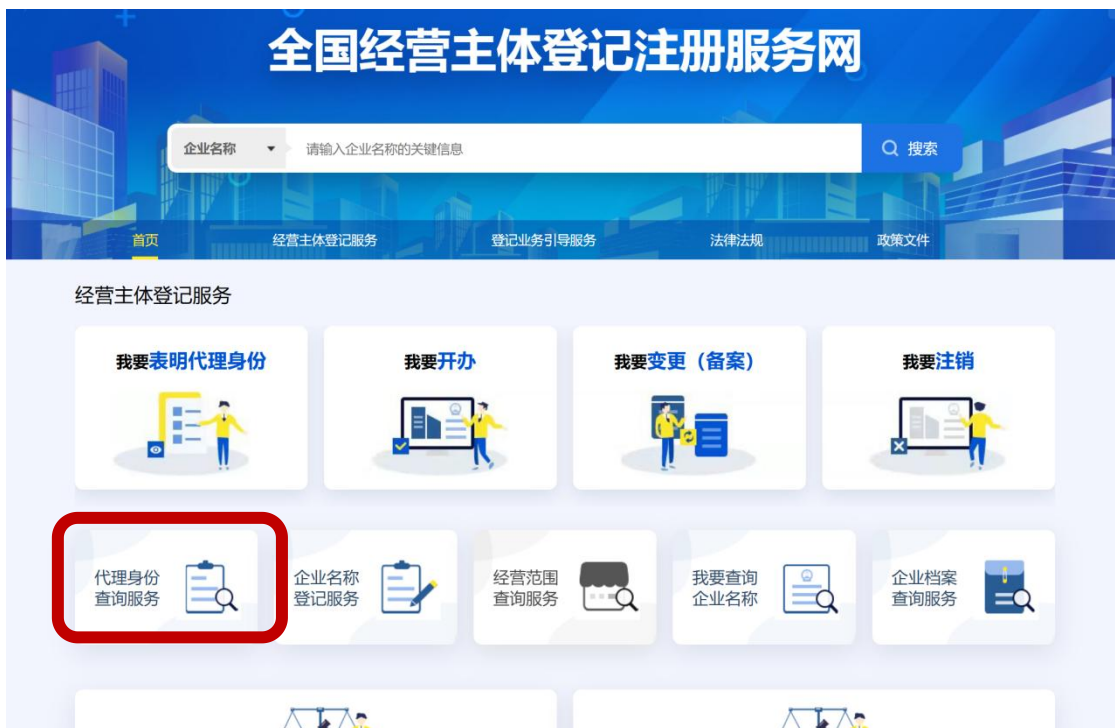 全国经营主体登记注册服务网
企业名称
请输入企业名称的关键信息
搜索
首页
经营主体登记服务
登记业务引导服务
法律法规
政策文件
经营主体登记服务
我要表明代理身份
我要开办
我要变更（备案）
我要注销
代理身份
查询服务
企业名称
登记服务
经营范围
查询服务
我要查询
企业名称
企业档案
查询服务